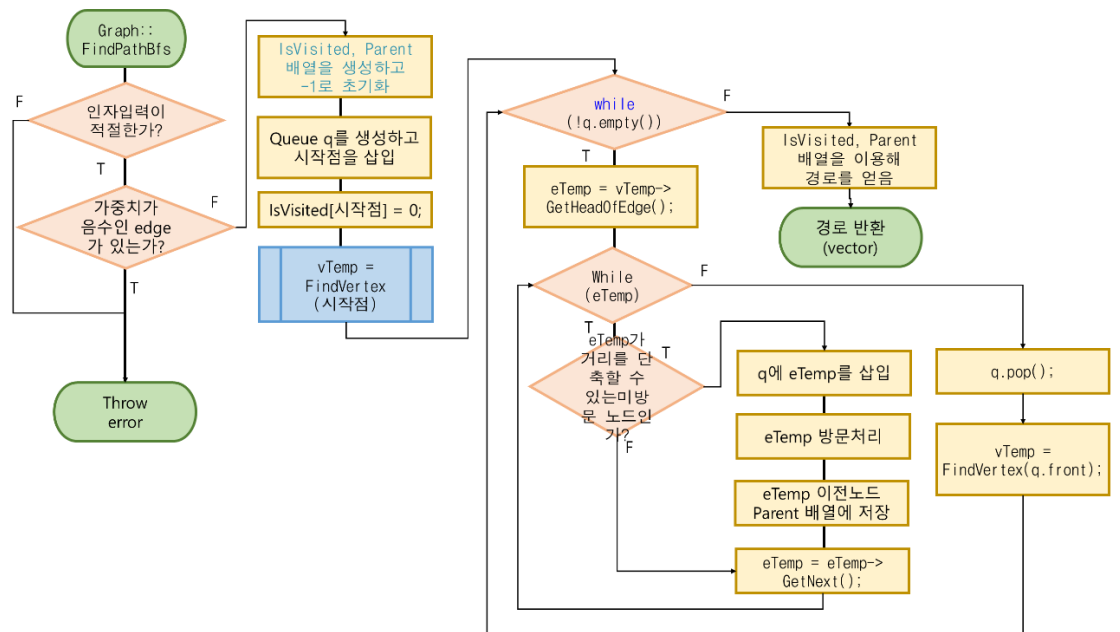 Graph::
FindPathBfs
인자입력이
적절한가?
F
T
가중치가
음수인 edge
가 있는가?
F
T
Throw
error
IsVisited, Parent
배열을 생성하고
-1로 초기화
Queue q를 생성하고
시작점을 삽입
IsVisited[시작점] = 0;
vTemp =
FindVertex
(시작점)
while
(!q.empty())
F
T
IsVisited, Parent
배열을 이용해
경로를 얻음
경로 반환
(vector)
eTemp = vTemp->
GetHeadOfEdge();
While
(eTemp)
F
T
eTemp가
거리를 단
축할 수
있는미방
문 노드인
가?
T
F
q에 eTemp를 삽입
eTemp 방문처리
eTemp 이전노드
Parent 배열에 저장
eTemp = eTemp->
GetNext();
q.pop();
vTemp =
FindVertex(q.front);